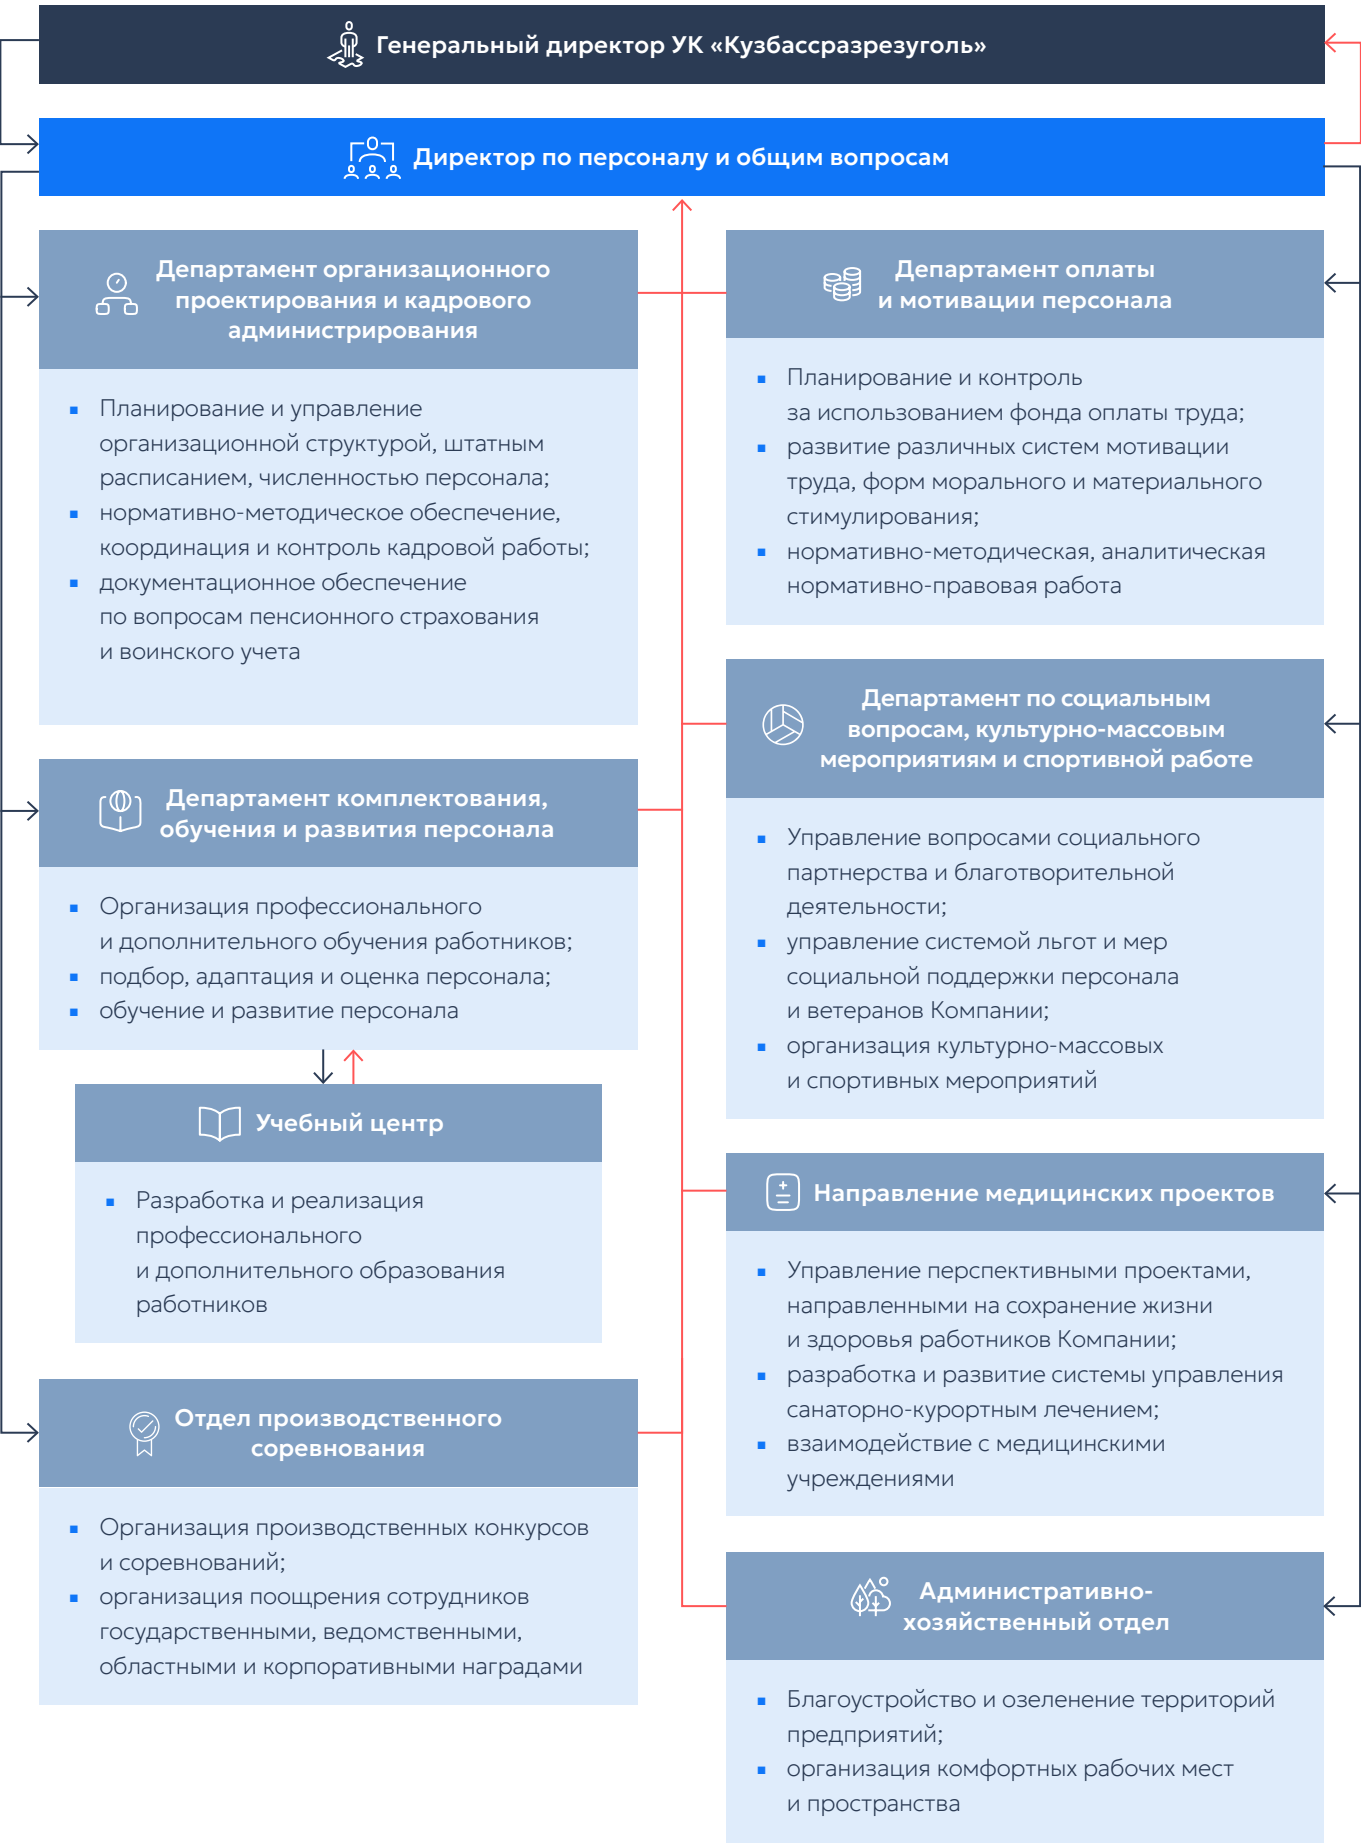 Генеральный директор УК «Кузбассразрезуголь»
Директор по персоналу и общим вопросам
Департамент организационного
проектирования и кадрового
администрирования
Планирование и управление
организационной структурой, штатным
расписанием, численностью персонала;
нормативно-методическое обеспечение,
координация и контроль кадровой работы;
документационное обеспечение
по вопросам пенсионного страхования
и воинского учета
Департамент комплектования,
обучения и развития персонала
Организация профессионального
и дополнительного обучения работников;
подбор, адаптация и оценка персонала;
обучение и развитие персонала
Учебный центр
Разработка и реализация
профессионального
и дополнительного образования
работников
Отдел производственного
соревнования
Организация производственных конкурсов
и соревнований;
организация поощрения сотрудников
государственными, ведомственными,
областными и корпоративными наградами
Департамент оплаты
и мотивации персонала
Планирование и контроль
за использованием фонда оплаты труда;
развитие различных систем мотивации
труда, форм морального и материального
стимулирования;
нормативно-методическая, аналитическая
нормативно-правовая работа
Департамент по социальным
вопросам, культурно-массовым
мероприятиям и спортивной работе
Управление вопросами социального
партнерства и благотворительной
деятельности;
управление системой льгот и мер
социальной поддержки персонала
и ветеранов Компании;
организация культурно-массовых
и спортивных мероприятий
Направление медицинских проектов
Управление перспективными проектами,
направленными на сохранение жизни
и здоровья работников Компании;
разработка и развитие системы управления
санаторно-курортным лечением;
взаимодействие с медицинскими
учреждениями
Административно-
хозяйственный отдел
Благоустройство и озеленение территорий
предприятий;
организация комфортных рабочих мест
и пространства